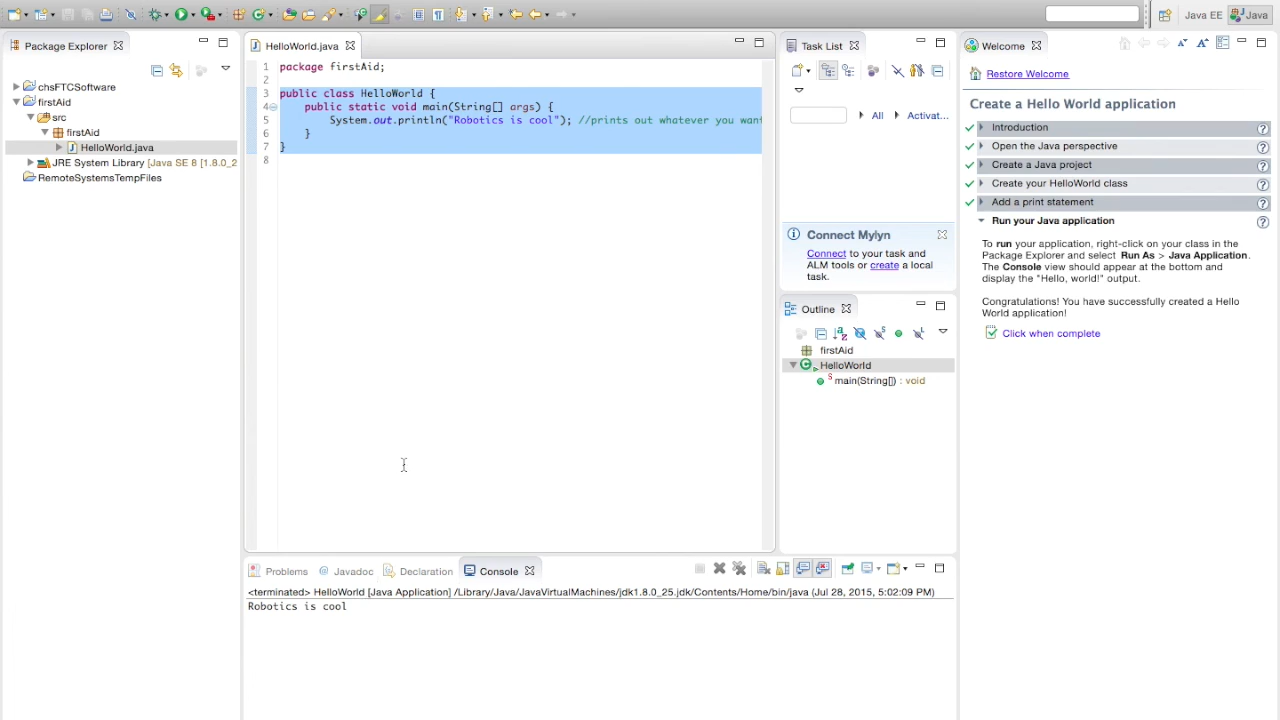 Java EE
Java
Package Explorer
chsFTCSoftware
firstAid
src
firstAid
HelloWorld.java
JRE System Library [Java SE 8 [1.8.0_2
RemoteSystemsTempFiles
HelloWorld.java
1 package firstAid;
2
3 public class HelloWorld {
4 public static void main(String[] args) {
5 System.out.println("Robotics is cool"); //prints out whatever you want
6 }
7 }
8
Task List
All
Activat...
Connect Mylyn
Connect to your task and
ALM tools or create a local
task.
Outline
firstAid
HelloWorld
main(String[]) : void
Welcome
Restore Welcome
Create a Hello World application
Introduction
Open the Java perspective
Create a Java project
Create your HelloWorld class
Add a print statement
Run your Java application
To run your application, right-click on your class in the
Package Explorer and select Run As > Java Application.
The Console view should appear at the bottom and
display the "Hello, world!" output.
Congratulations! You have successfully created a Hello
World application!
Click when complete
Problems
@ Javadoc
Declaration
Console
<terminated> HelloWorld [Java Application] /Library/Java/JavaVirtualMachines/jdk1.8.0_25.jdk/Contents/Home/bin/java (Jul 28, 2015, 5:02:09 PM)
Robotics is cool